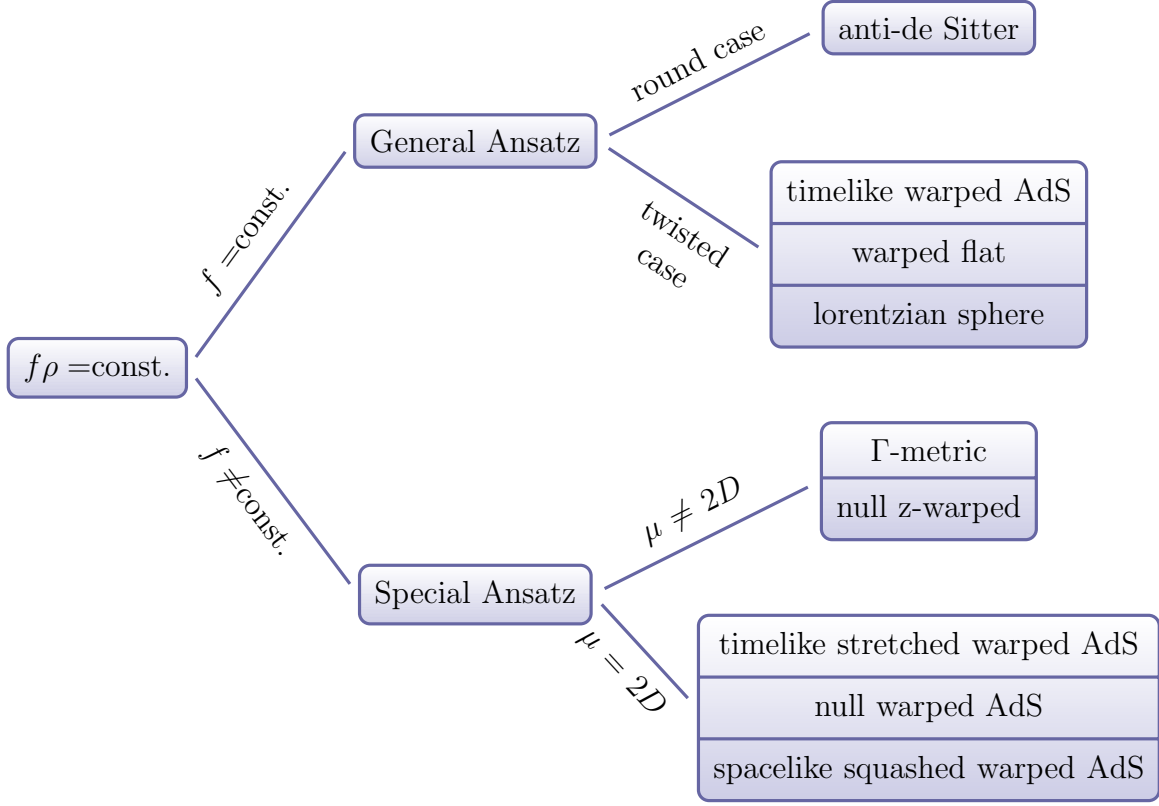 anti-de Sitter
round case
General Ansatz
timelike warped AdS
twisted
case
warped flat
lorentzian sphere
f =const.
fρ =const.
f ≠const.
Γ-metric
μ ≠ 2D
null z-warped
Special Ansatz
μ = 2D
timelike stretched warped AdS
null warped AdS
spacelike squashed warped AdS